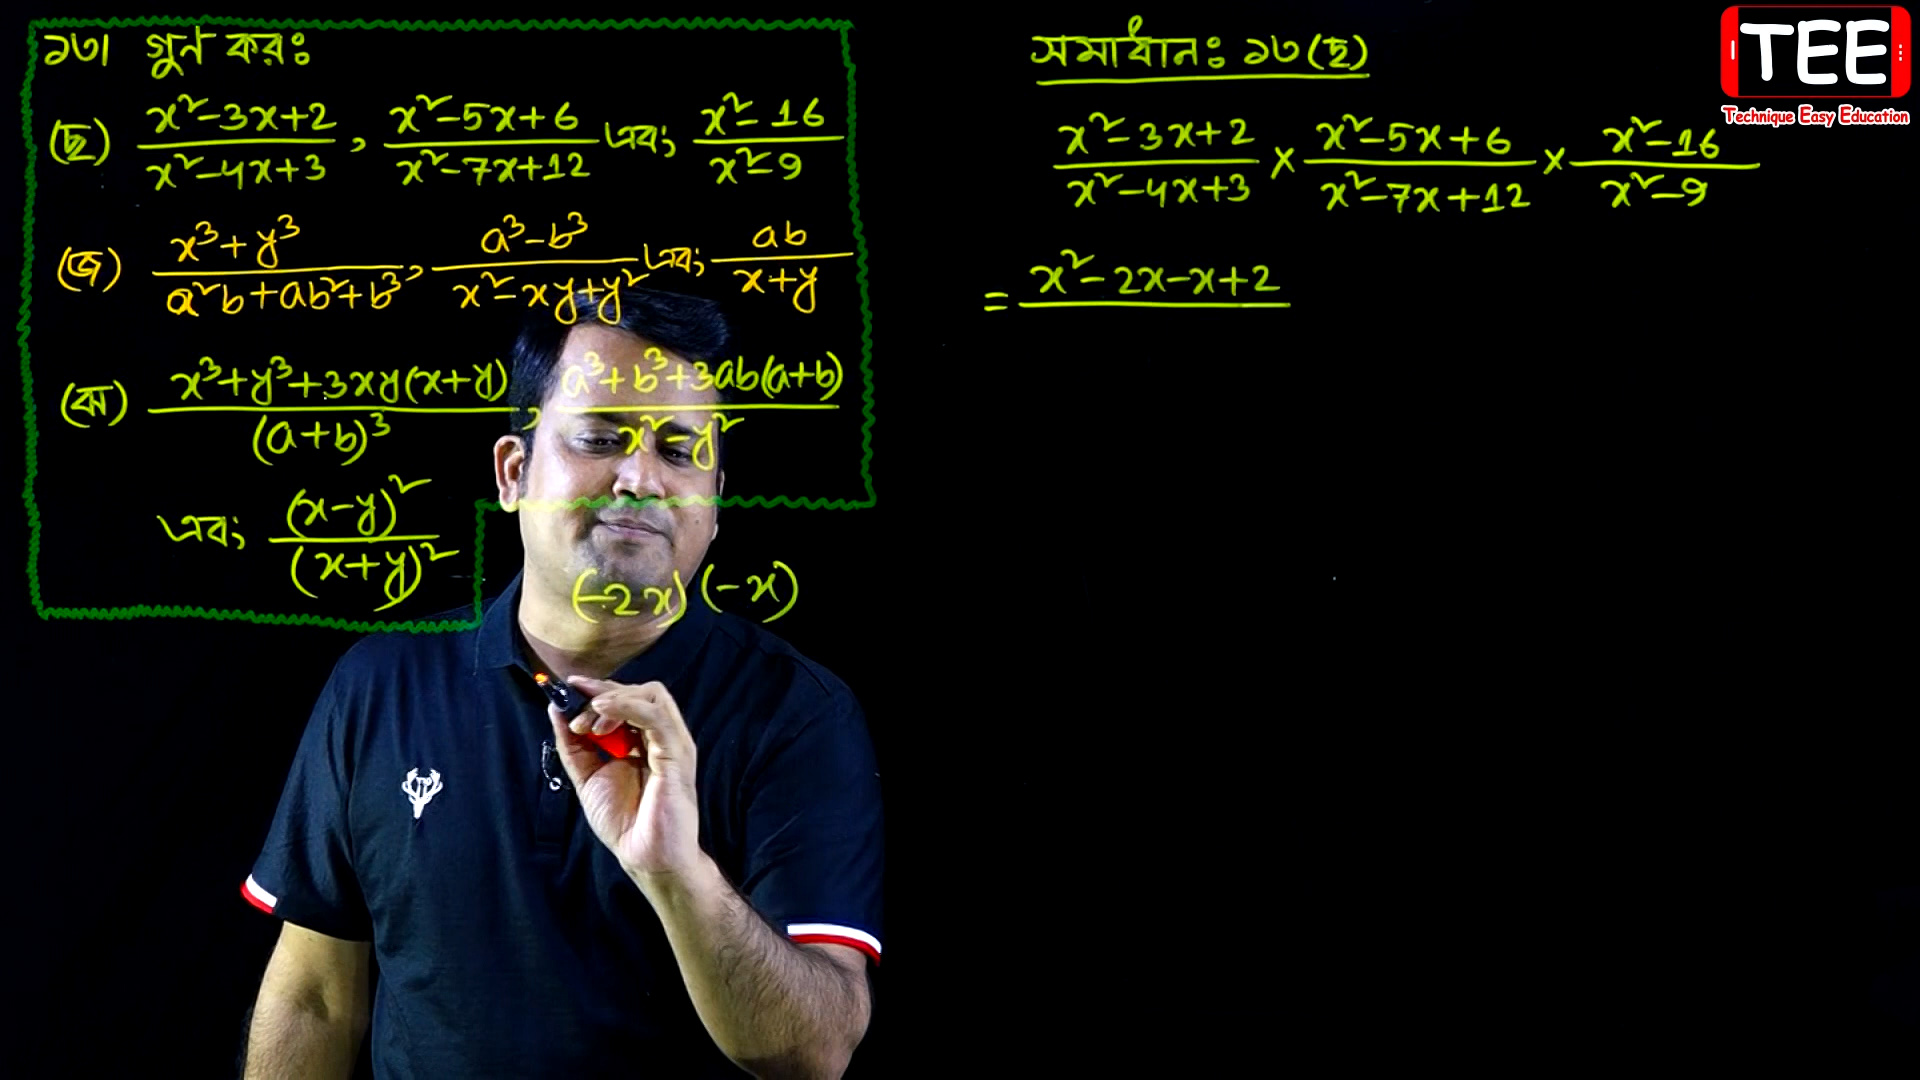 ১৩। গুন করঃ
(ছ) x²-3x+2/x²-4x+3, x²-5x+6/x²-7x+12 এবং x²-16/x²-9
(জ) x³+y³/a²b+ab²+b³, a³-b³/x²-xy+y² এবং ab/x+y
(ঝ) x³+y³+3xy(x+y)/(a+b)³, a³+b³+3ab(a+b)/x²-y²
এবং (x-y)²/(x+y)²
(-2x)(-x)
সমাধানঃ ১৩(ছ)
x²-3x+2/x²-4x+3 × x²-5x+6/x²-7x+12 × x²-16/x²-9
= x²-2x-x+2
TEE
Technique Easy Education